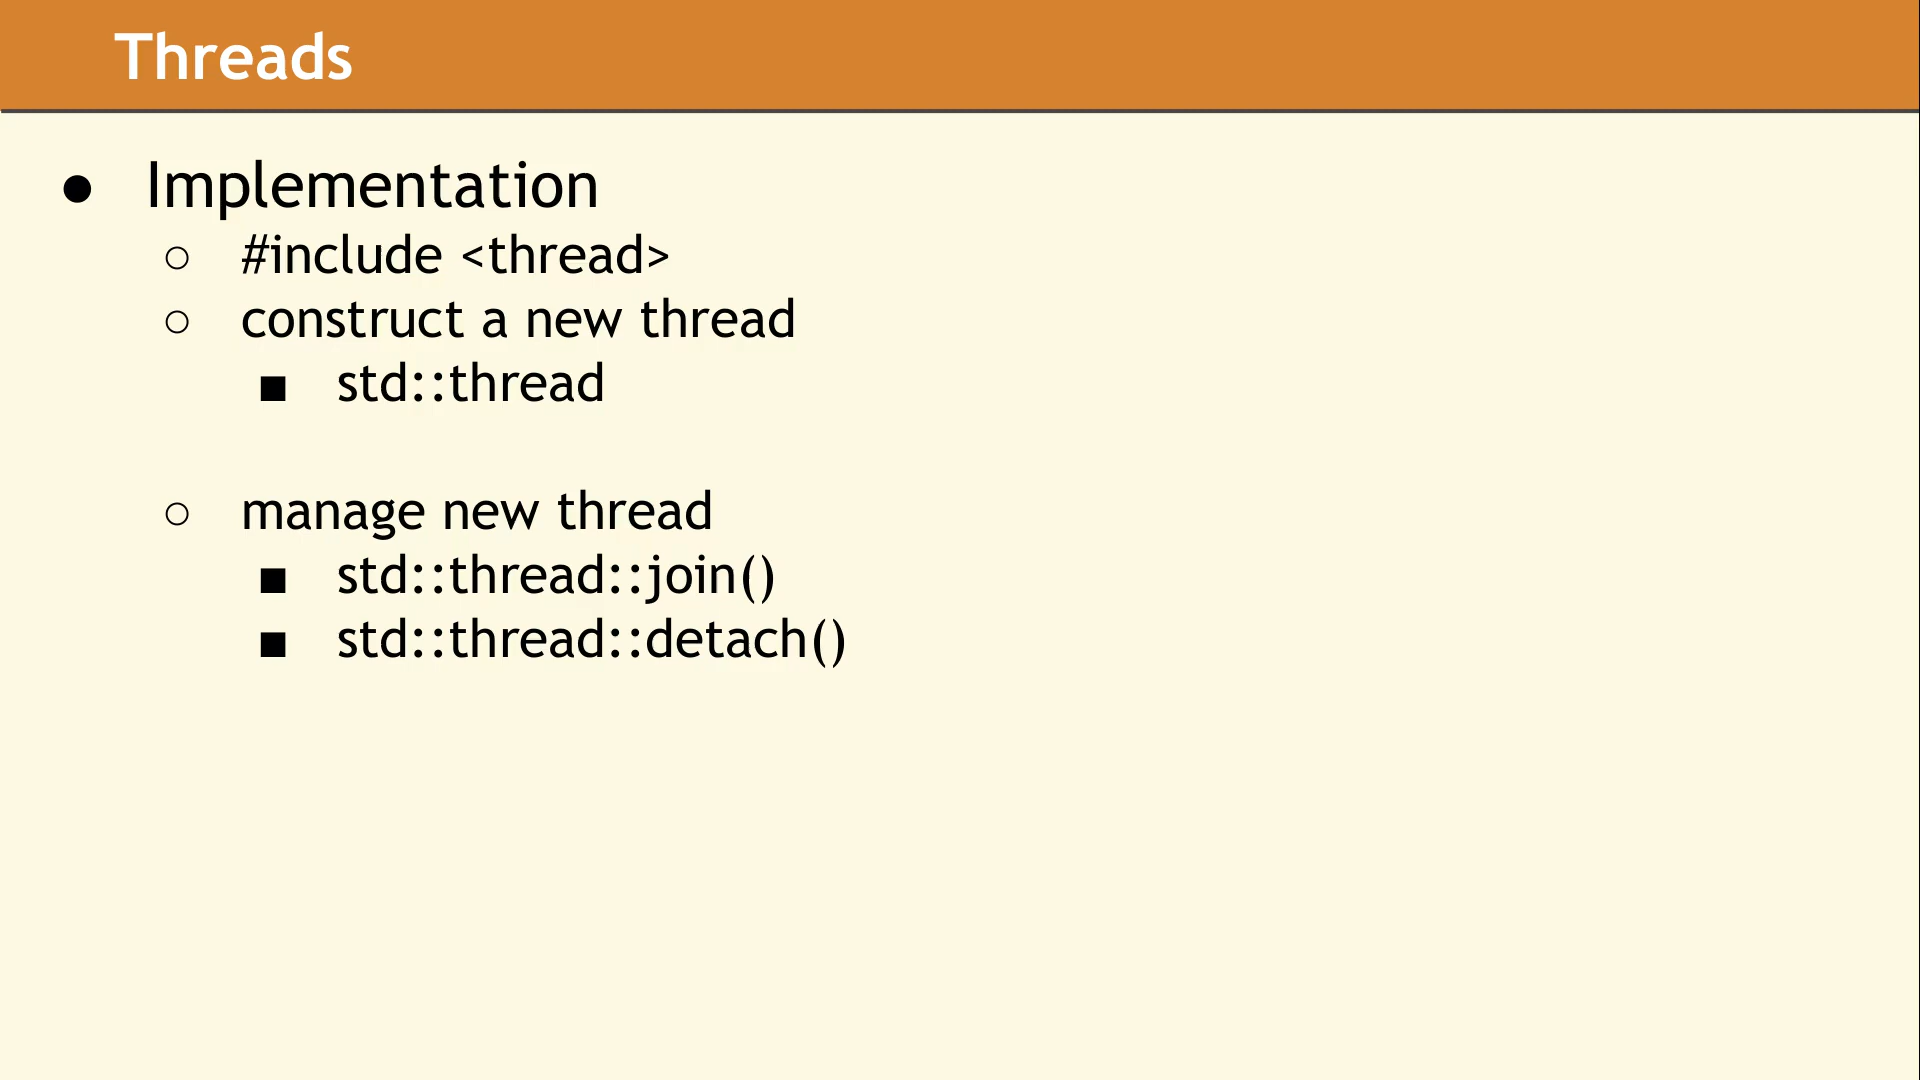 Threads
● Implementation
○ #include <thread>
○ construct a new thread
■ std::thread
○ manage new thread
■ std::thread::join()
■ std::thread::detach()